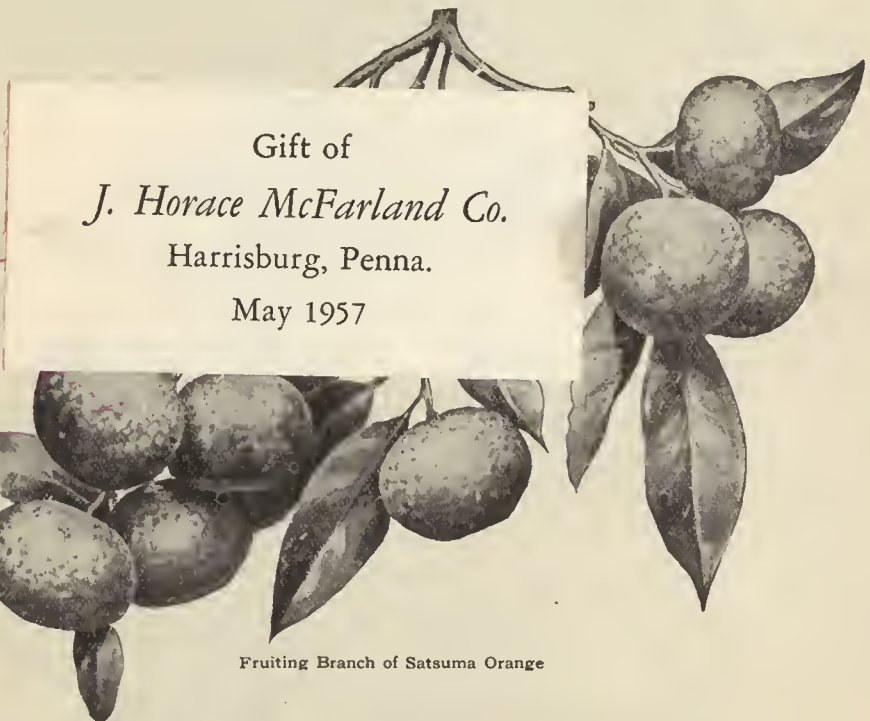 Gift of
J. Horace McFarland Co.
Harrisburg, Penna.
May 1957
Fruiting Branch of Satsuma Orange